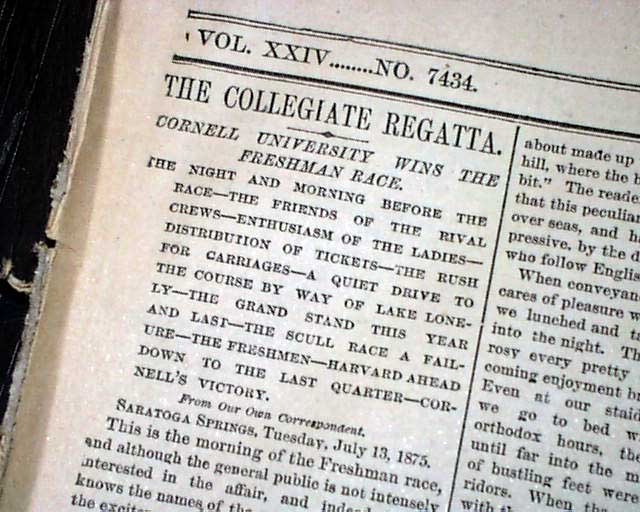 VOL. XXIV........NO. 7434.
THE COLLEGIATE REGATTA.
CORNELL UNIVERSITY WINS THE
FRESHMAN RACE.
THE NIGHT AND MORNING BEFORE THE
RACE—THE FRIENDS OF THE RIVAL
CREWS—ENTHUSIASM OF THE LADIES—
DISTRIBUTION OF TICKETS—THE RUSH
FOR CARRIAGES—A QUIET DRIVE TO
THE COURSE BY WAY OF LAKE LONE-
LY—THE GRAND STAND THIS YEAR
AND LAST—THE SCULL RACE A FAIL-
URE—THE FRESHMEN—HARVARD AHEAD
DOWN TO THE LAST QUARTER—COR-
NELL'S VICTORY.
From Our Own Correspondent.
SARATOGA SPRINGS, Tuesday, July 13, 1875.
This is the morning of the Freshman race,
and although the general public is not intensely
interested in the affair, and indeed
knows the names of the
the
about made up
hill, where the
bit." The
that this
over seas, and
pressive, by the
who follow
When
cares of pleasure
we lunched and
into the night.
rosy every pretty
coming enjoyment
Even at our
we go to bed
orthodox hours, the
until far into the
of bustling feet were
ridors. When
with